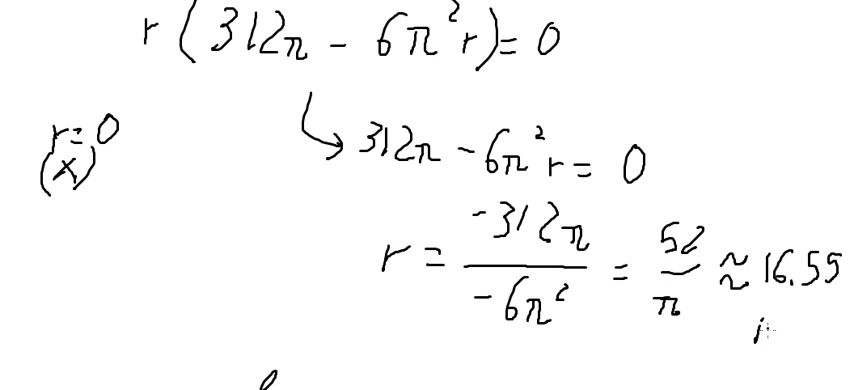 r(312π - 6π²r) = 0
r = 0
(x)
↳ 312π - 6π²r = 0
r = -312π / -6π² = 52/π ≈ 16.55